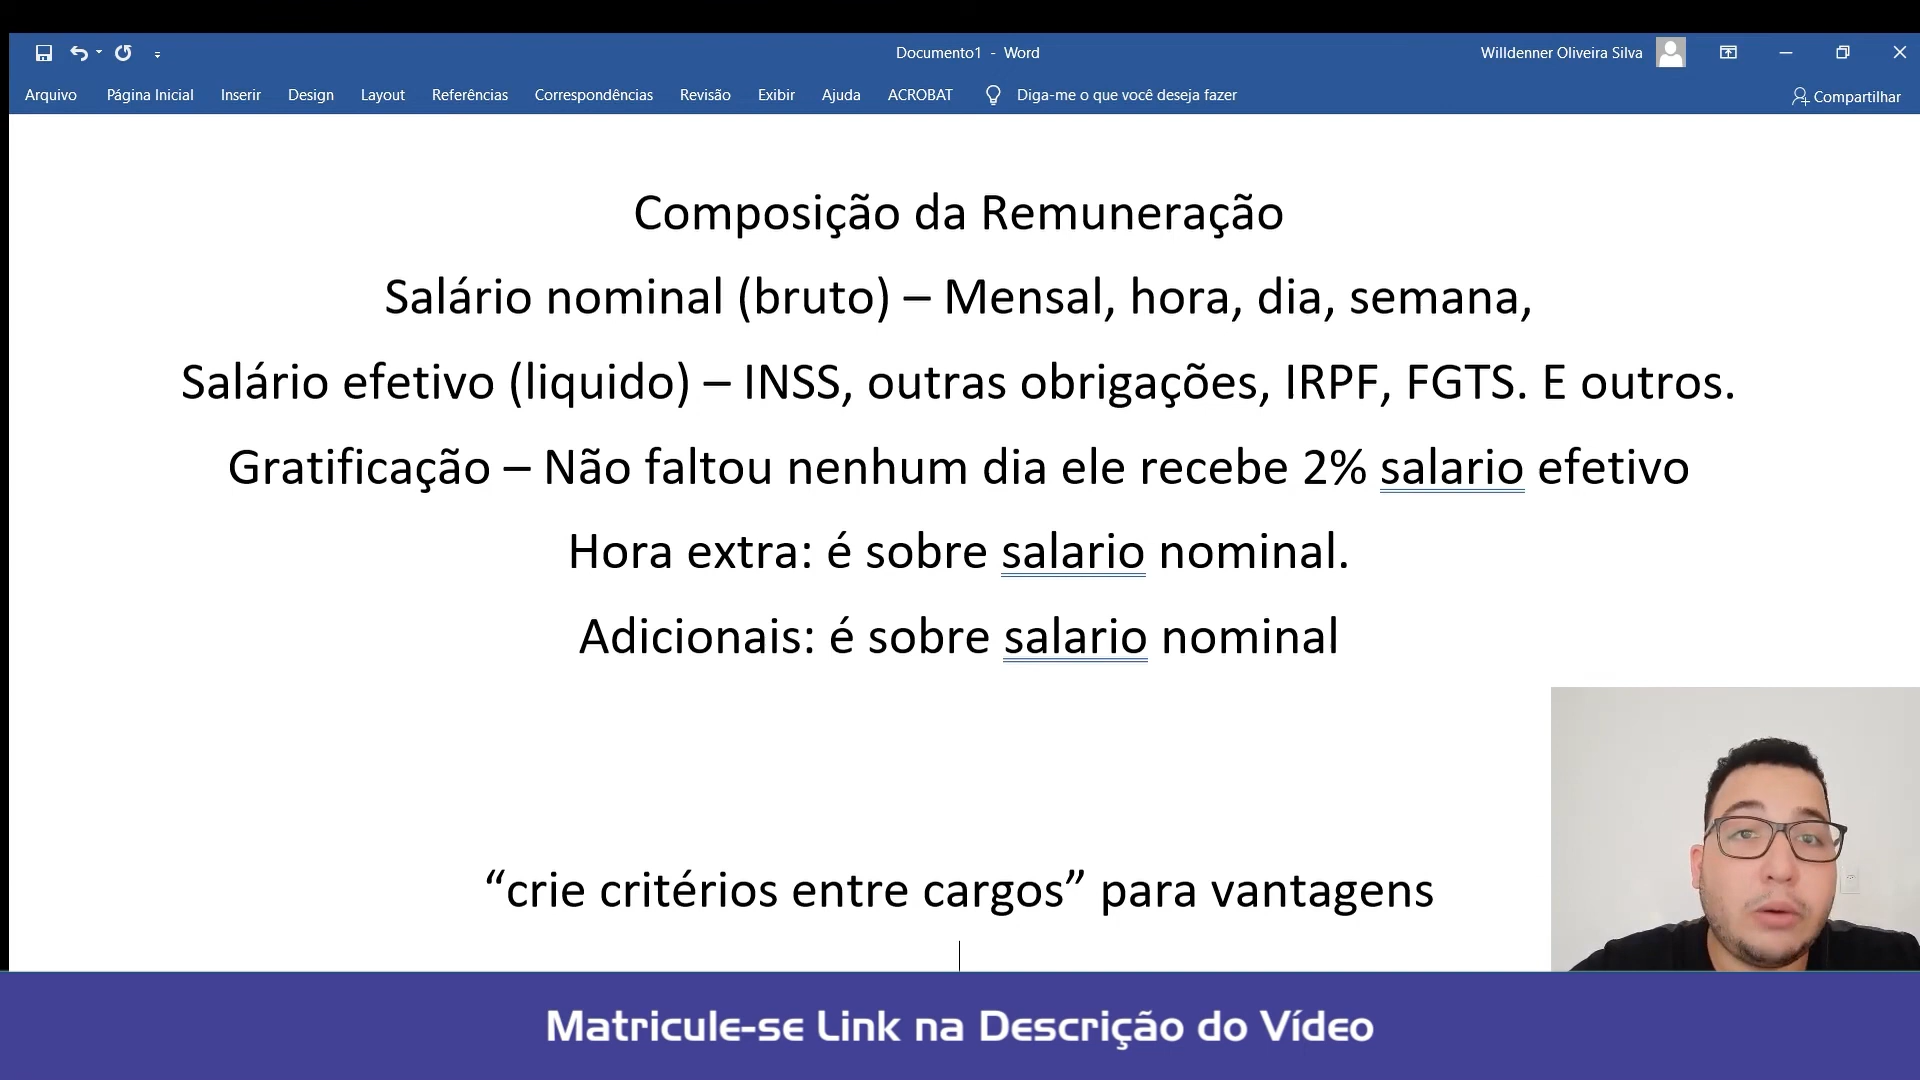 Documento1 - Word
Willdenner Oliveira Silva
Arquivo Página Inicial Inserir Design Layout Referências Correspondências Revisão Exibir Ajuda ACROBAT Diga-me o que você deseja fazer
Compartilhar
Composição da Remuneração
Salário nominal (bruto) – Mensal, hora, dia, semana,
Salário efetivo (liquido) – INSS, outras obrigações, IRPF, FGTS. E outros.
Gratificação – Não faltou nenhum dia ele recebe 2% salario efetivo
Hora extra: é sobre salario nominal.
Adicionais: é sobre salario nominal
“crie critérios entre cargos” para vantagens
Matricule-se Link na Descrição do Vídeo